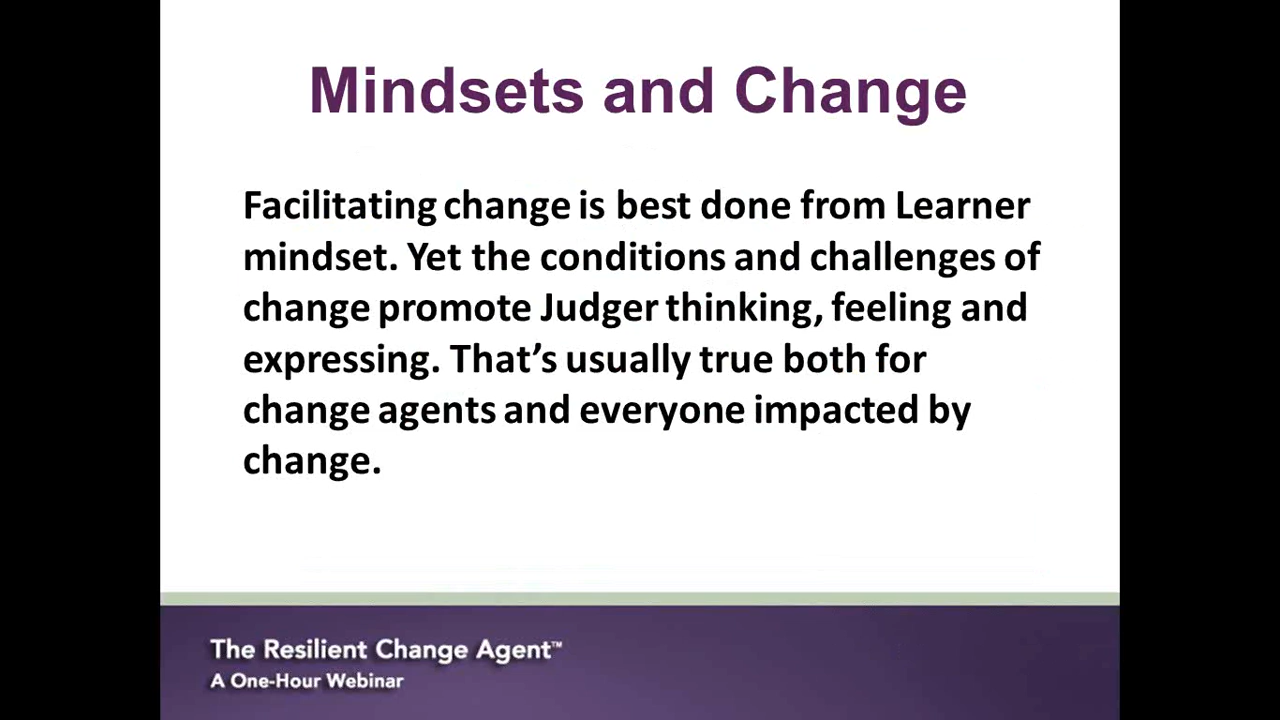 Mindsets and Change
Facilitating change is best done from Learner
mindset. Yet the conditions and challenges of
change promote Judger thinking, feeling and
expressing. That’s usually true both for
change agents and everyone impacted by
change.
The Resilient Change Agent™
A One-Hour Webinar